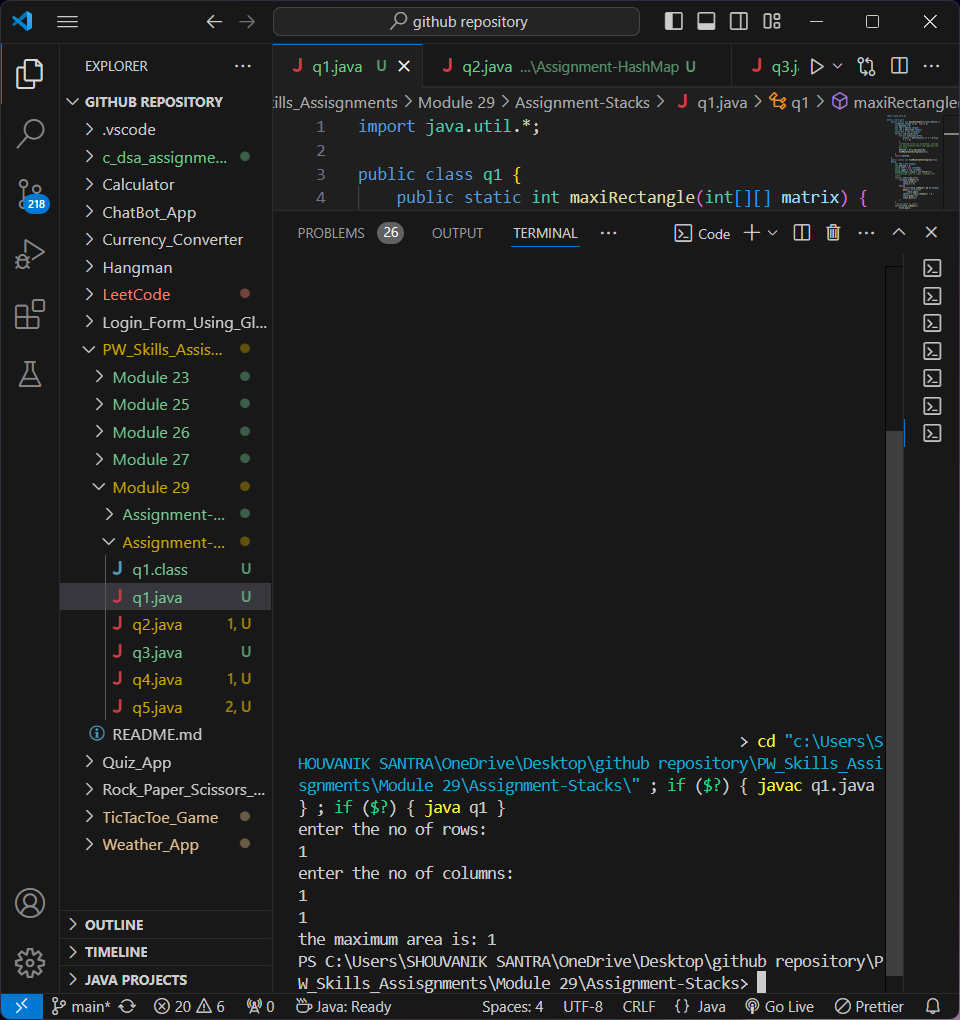 github repository
EXPLORER
GITHUB REPOSITORY
.vscode
c_dsa_assignme...
Calculator
ChatBot_App
Currency_Converter
Hangman
LeetCode
Login_Form_Using_Gl...
PW_Skills_Assis...
Module 23
Module 25
Module 26
Module 27
Module 29
Assignment-...
Assignment-...
q1.class U
q1.java U
q2.java 1, U
q3.java U
q4.java 1, U
q5.java 2, U
README.md
Quiz_App
Rock_Paper_Scissors_...
TicTacToe_Game
Weather_App
OUTLINE
TIMELINE
JAVA PROJECTS
218
q1.java U q2.java ...\Assignment-HashMap U q3.j
ills_Assisgnments > Module 29 > Assignment-Stacks > q1.java > q1 > maxiRectangle
1 import java.util.*;
2
3 public class q1 {
4 public static int maxiRectangle(int[][] matrix) {
PROBLEMS 26 OUTPUT TERMINAL ... Code
> cd "c:\Users\S
HOUVANIK SANTRA\OneDrive\Desktop\github repository\PW_Skills_Assi
sgnments\Module 29\Assignment-Stacks\" ; if ($?) { javac q1.java
} ; if ($?) { java q1 }
enter the no of rows:
1
enter the no of columns:
1
1
the maximum area is: 1
PS C:\Users\SHOUVANIK SANTRA\OneDrive\Desktop\github repository\P
W_Skills_Assisgnments\Module 29\Assignment-Stacks>
main* 20 6 0 Java: Ready Spaces: 4 UTF-8 CRLF {} Java Go Live Prettier